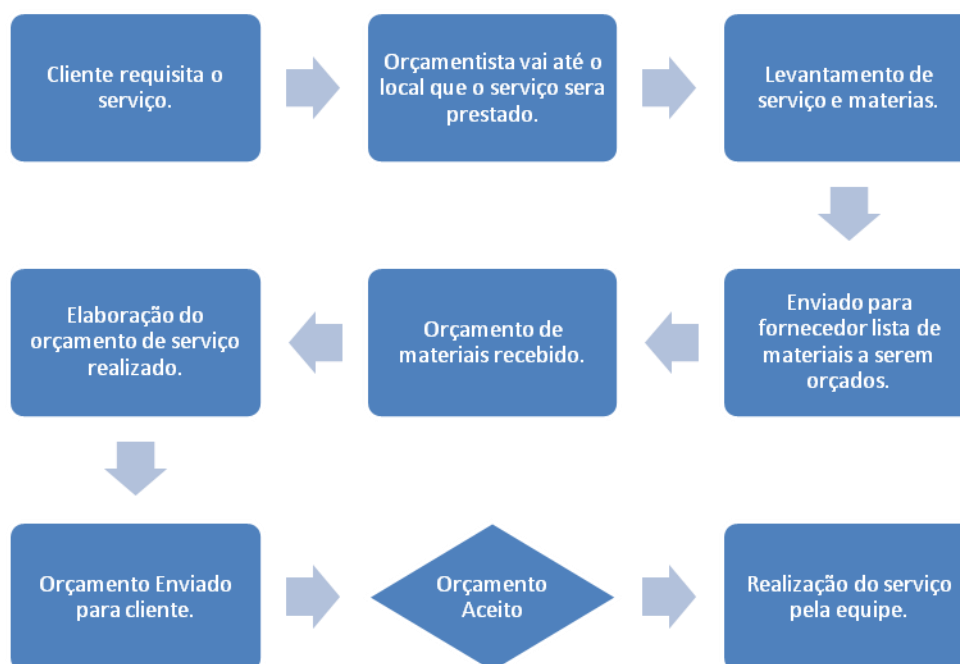 Cliente requisita o
serviço.
Orçamentista vai até o
local que o serviço sera
prestado.
Levantamento de
serviço e materias.
Enviado para
fornecedor lista de
materiais a serem
orçados.
Orçamento de
materiais recebido.
Elaboração do
orçamento de serviço
realizado.
Orçamento Enviado
para cliente.
Orçamento
Aceito
Realização do serviço
pela equipe.